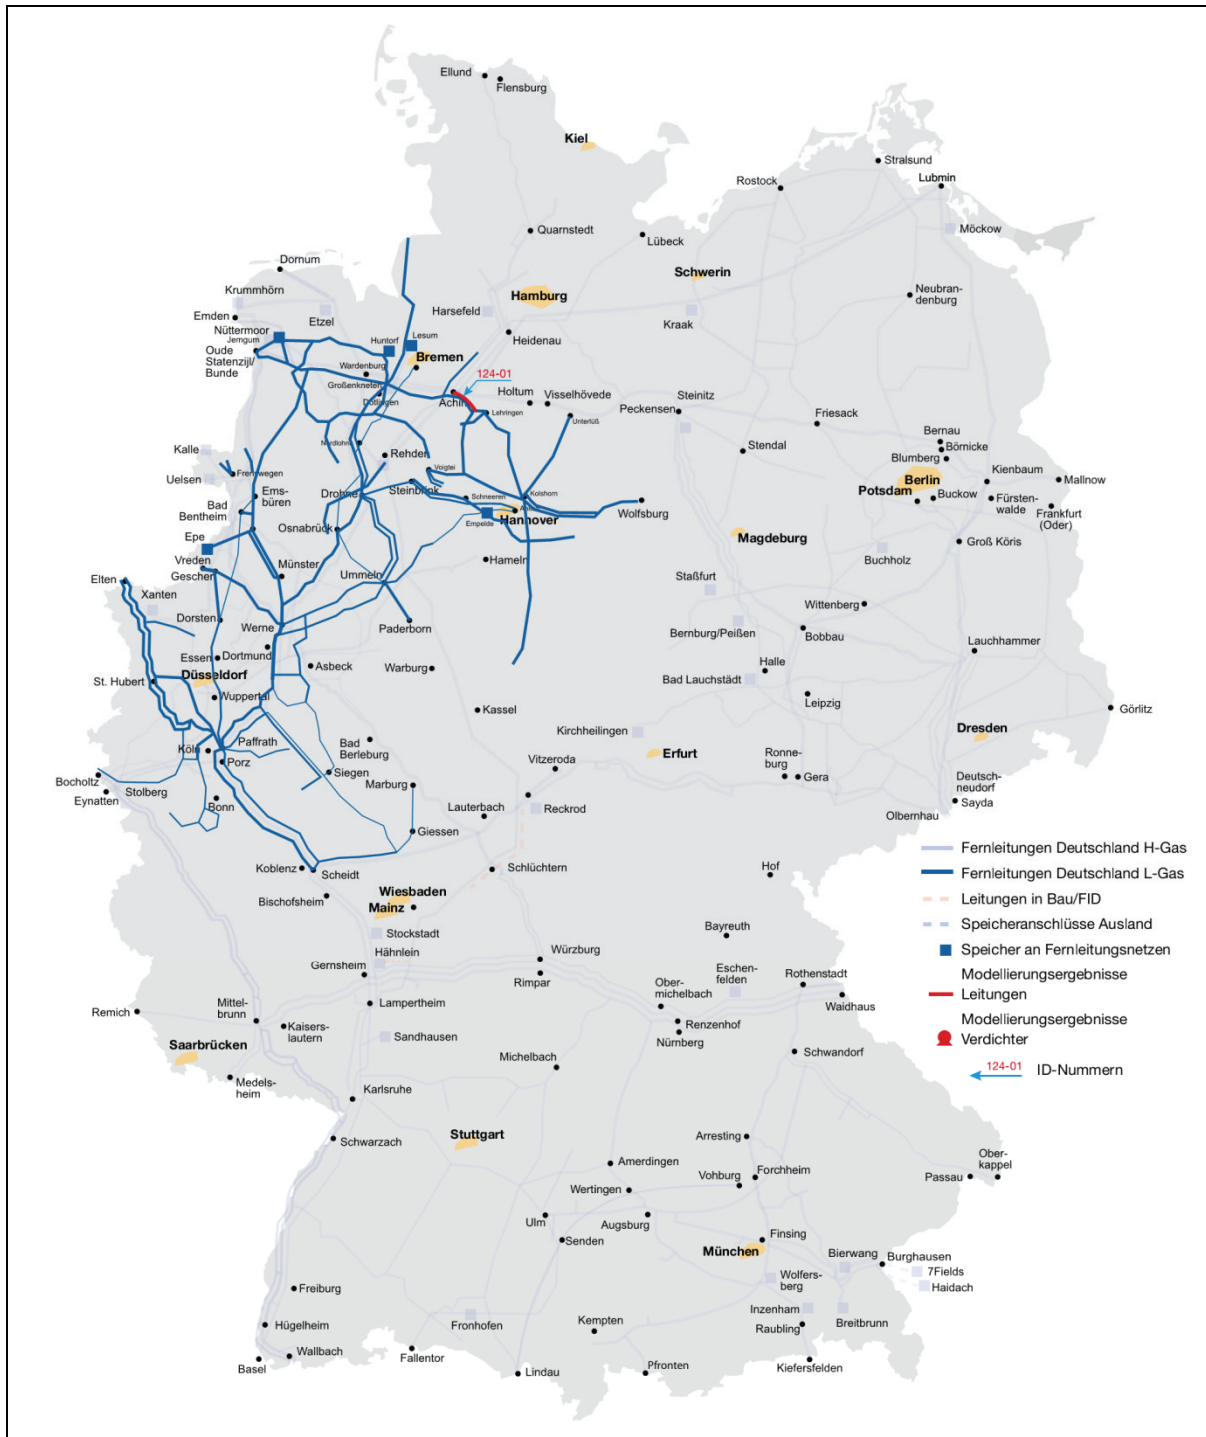 Ellund
Flensburg
Kiel
Stralsund
Rostock
Lubmin
Möckow
Quarnstedt
Lübeck
Dornum
Schwerin
Krummhörn
Hamburg
Neubran-
denburg
Emden
Etzel
Harsefeld
Kraak
Nüttermoor
Jemgum
Huntorf
Lesum
Heidenau
Oude
Statenzijl/
Bunde
Bremen
Wardenburg
124-01
Großenkneten
Dötlingen
Achim
Holtum
Visselhövede
Steinitz
Lehringen
Peckensen
Unterlüß
Friesack
Bernau
Börnicke
Blumberg
Kalle
Nordlohne
Rehden
Stendal
Voigtei
Kienbaum
Uelsen
Frenswegen
Berlin
Mallnow
Ems-
büren
Drohne
Steinbrink
Schneeren
Kolshorn
Potsdam
Buckow
Fürsten-
walde
Bad
Bentheim
Wolfsburg
Frankfurt
(Oder)
Osnabrück
Empelde
Hannover
Epe
Magdeburg
Groß Köris
Vreden
Hameln
Buchholz
Gescher
Münster
Ummeln
Elten
Staßfurt
Xanten
Wittenberg
Dorsten
Werne
Paderborn
Bernburg/Peißen
Bobbau
Lauchhammer
Essen
Dortmund
Asbeck
Warburg
Halle
Düsseldorf
St. Hubert
Bad Lauchstädt
Wuppertal
Leipzig
Kassel
Görlitz
Kirchheilingen
Dresden
Köln
Paffrath
Bad
Berleburg
Erfurt
Ronne-
burg
Porz
Vitzeroda
Gera
Bocholtz
Siegen
Deutsch-
neudorf
Eynatten
Stolberg
Marburg
Sayda
Bonn
Lauterbach
Reckrod
Olbernhau
Giessen
Koblenz
Scheidt
Schlüchtern
Hof
Bischofsheim
Wiesbaden
Mainz
Stockstadt
Bayreuth
Hähnlein
Würzburg
Gernsheim
Rimpar
Eschen-
felden
Rothenstadt
Ober-
michelbach
Waidhaus
Remich
Mittel-
brunn
Lampertheim
Kaisers-
lautern
Renzenhof
Sandhausen
Nürnberg
Saarbrücken
Michelbach
Schwandorf
Medels-
heim
Karlsruhe
Stuttgart
Schwarzach
Arresting
Ober-
kappel
Amerdingen
Forchheim
Vohburg
Passau
Wertingen
Ulm
Augsburg
Finsing
Senden
München
Bierwang
Burghausen
7Fields
Wolfers-
berg
Haidach
Freiburg
Inzenham
Fronhofen
Kempten
Breitbrunn
Hügelheim
Raubling
Wallbach
Fallentor
Basel
Lindau
Pfronten
Kiefersfelden
Fernleitungen Deutschland H-Gas
Fernleitungen Deutschland L-Gas
Leitungen in Bau/FID
Speicheranschlüsse Ausland
Speicher an Fernleitungsnetzen
Modellierungsergebnisse
Leitungen
Modellierungsergebnisse
Verdichter
124-01 ID-Nummern